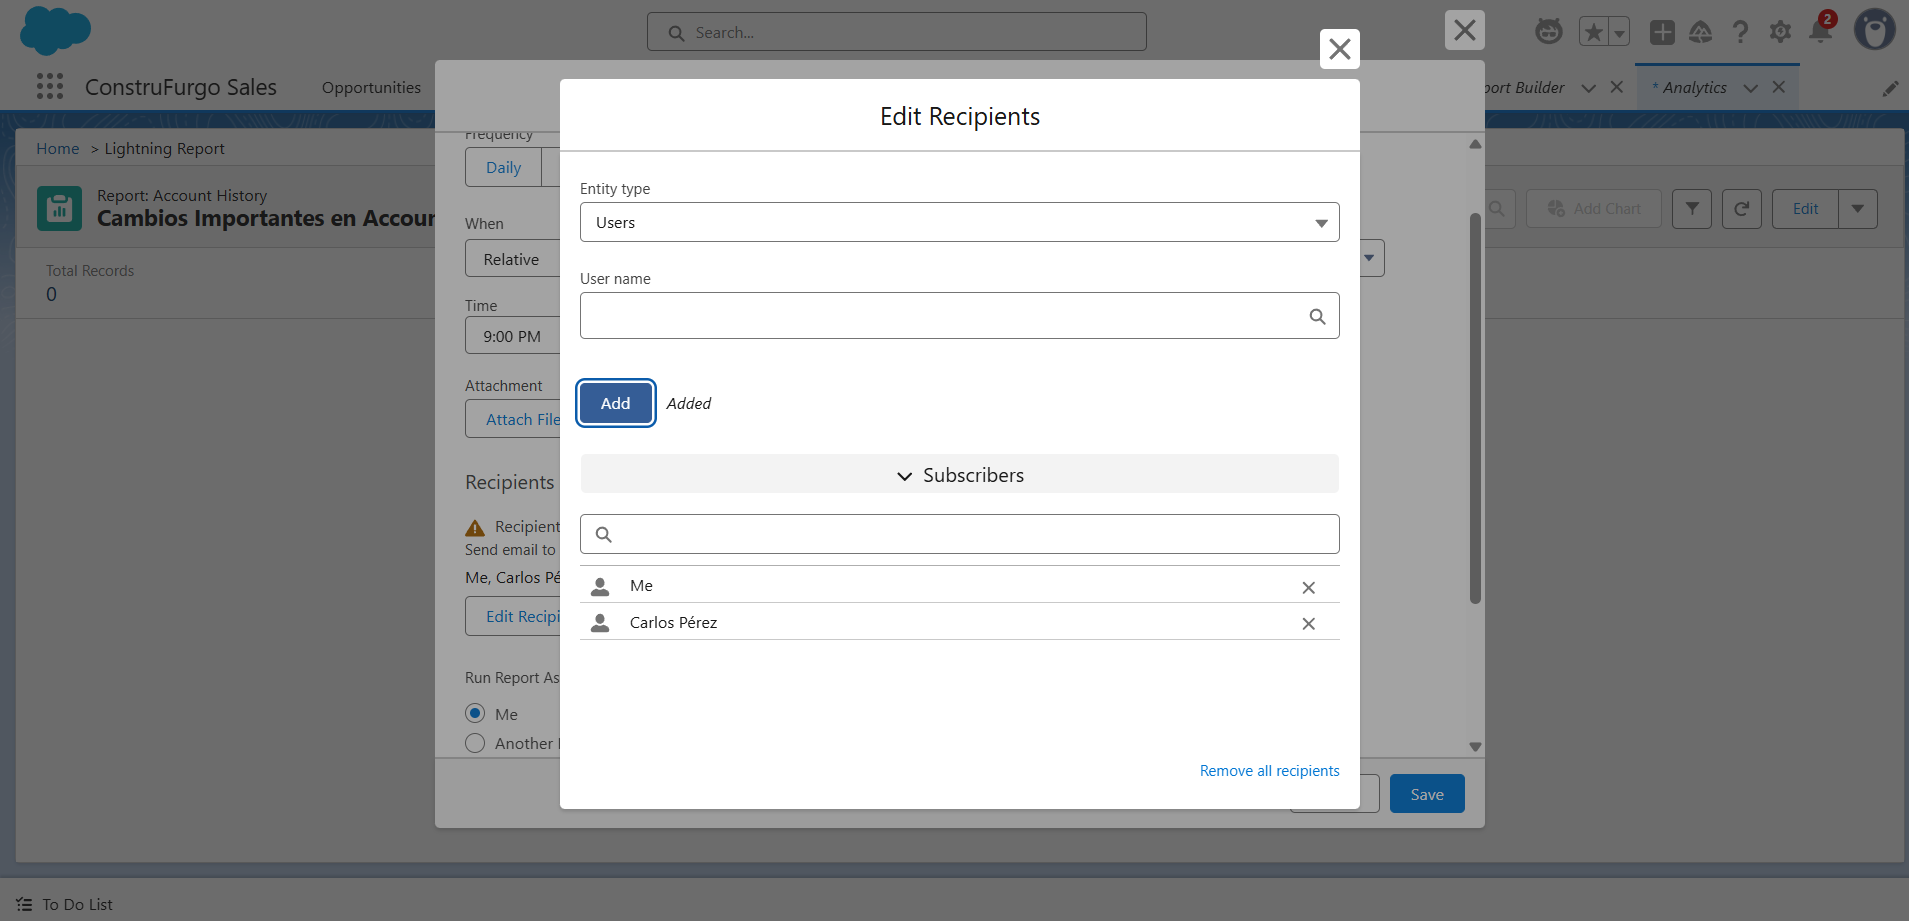 Search...
2
ConstruFurgo Sales
Opportunities
port Builder
* Analytics
Home > Lightning Report
Report: Account History
Cambios Importantes en Accour
Add Chart
Edit
Total Records
0
Frequency
Daily
When
Relative
Time
9:00 PM
Attachment
Attach File
Recipients
Recipient
Send email to
Me, Carlos Pé
Edit Recipi
Run Report As
Me
Another
Save
Edit Recipients
Entity type
Users
User name
Add
Added
Subscribers
Me
Carlos Pérez
Remove all recipients
To Do List